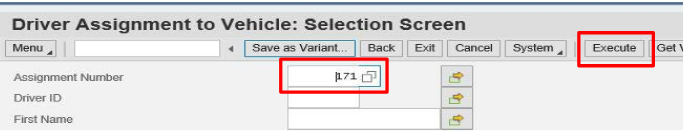 Driver Assignment to Vehicle: Selection Screen
Menu Save as Variant... Back Exit Cancel System Execute Get V
Assignment Number 171
Driver ID
First Name